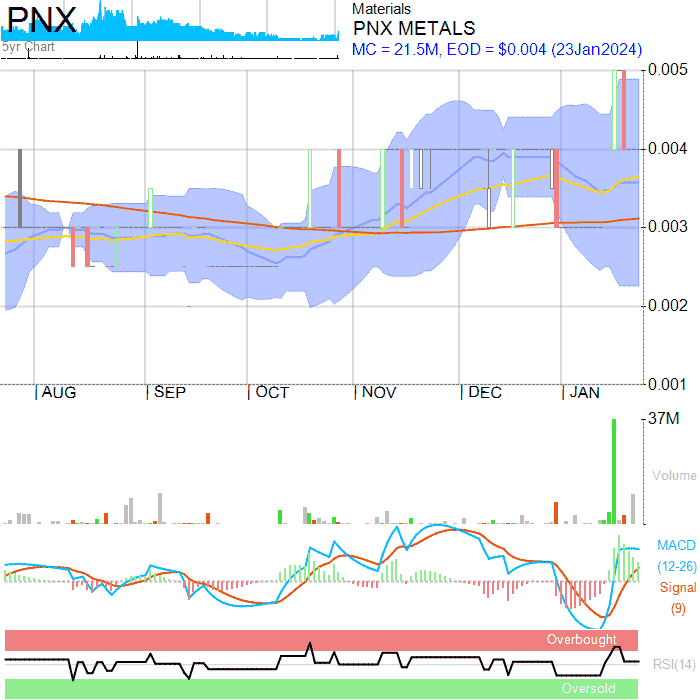 PNX
5yr Chart
Materials
PNX METALS
MC = 21.5M, EOD = $0.004 (23Jan2024)
0.005
0.004
0.003
0.002
0.001
AUG
SEP
OCT
NOV
DEC
JAN
37M
Volume
MACD
(12-26)
Signal
(9)
Overbought
RSI(14)
Oversold